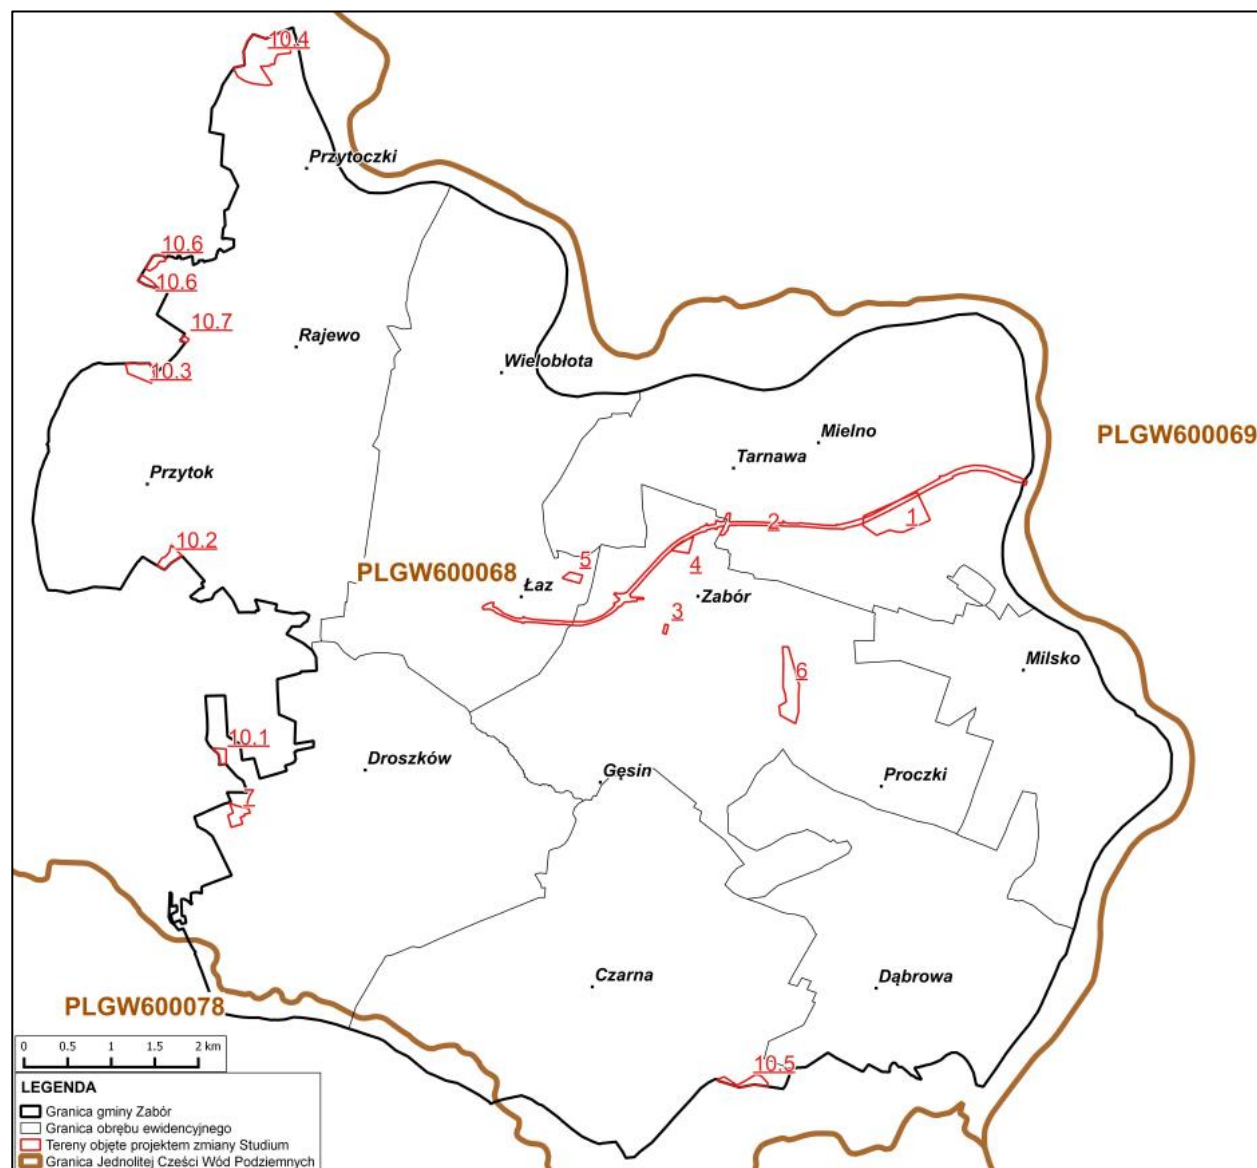 10.4
Przytoczki
10.6
10.6
10.7
Rajewo
10.3
Wielobłota
Mielno
PLGW600069
Tarnawa
Przytok
1
2
10.2
5
4
PLGW600068
Łaz
Zabór
3
Milsko
6
10.1
Droszków
Gęsin
Proczki
7
Czarna
Dąbrowa
PLGW600078
0 0.5 1 1.5 2 km
10.5
LEGENDA
Granica gminy Zabór
Granica obrębu ewidencyjnego
Tereny objęte projektem zmiany Studium
Granica Jednolitej Części Wód Podziemnych